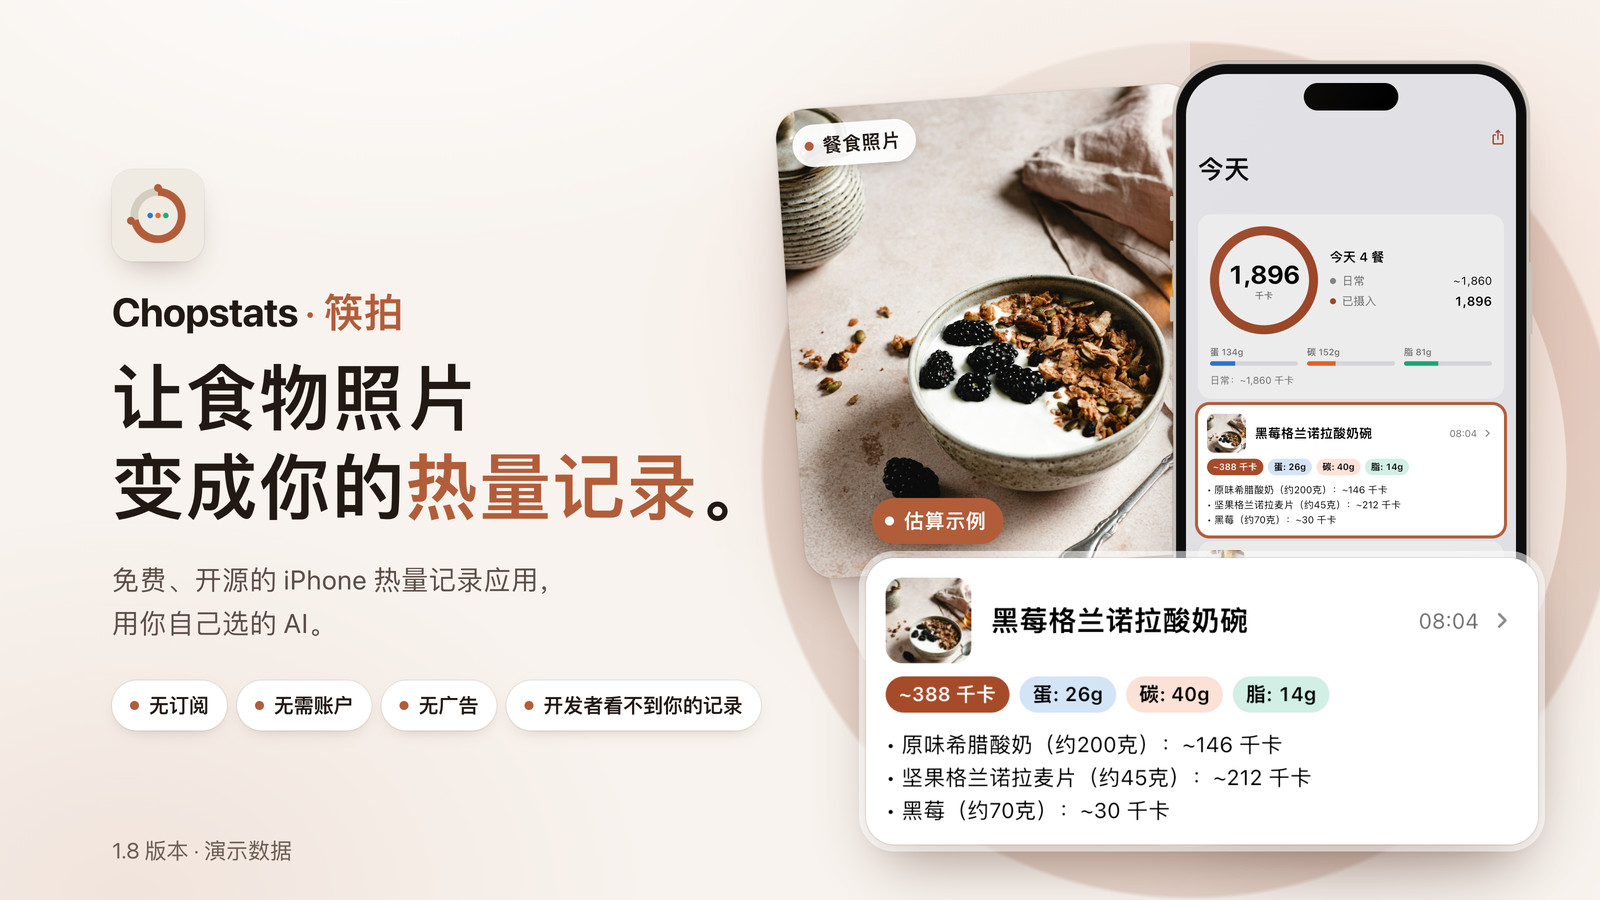 Chopstats · 筷拍
让食物照片
变成你的热量记录。
免费、开源的 iPhone 热量记录应用，
用你自己选的 AI。
无订阅
无需账户
无广告
开发者看不到你的记录
1.8 版本 · 演示数据
餐食照片
估算示例
今天
1,896
千卡
今天 4 餐
日常 ~1,860
已摄入 1,896
蛋 134g
碳 152g
脂 81g
日常：~1,860 千卡
黑莓格兰诺拉酸奶碗 08:04
~388 千卡 蛋: 26g 碳: 40g 脂: 14g
• 原味希腊酸奶（约200克）：~146 千卡
• 坚果格兰诺拉麦片（约45克）：~212 千卡
• 黑莓（约70克）：~30 千卡
黑莓格兰诺拉酸奶碗 08:04
~388 千卡 蛋: 26g 碳: 40g 脂: 14g
• 原味希腊酸奶（约200克）：~146 千卡
• 坚果格兰诺拉麦片（约45克）：~212 千卡
• 黑莓（约70克）：~30 千卡